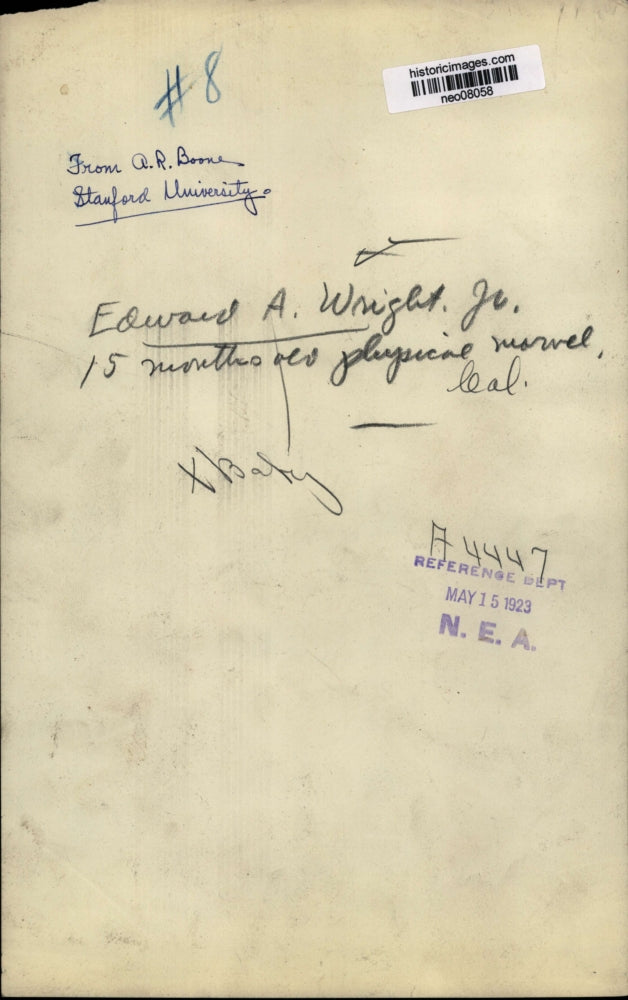 #8
historicimages.com
neo08058
From A.R. Boone
Stanford University.
Edward A. Wright. Jr.
15 months old physical marvel,
Cal.
X Baby
A 4447
REFERENCE DEPT
MAY 15 1923
N. E. A.